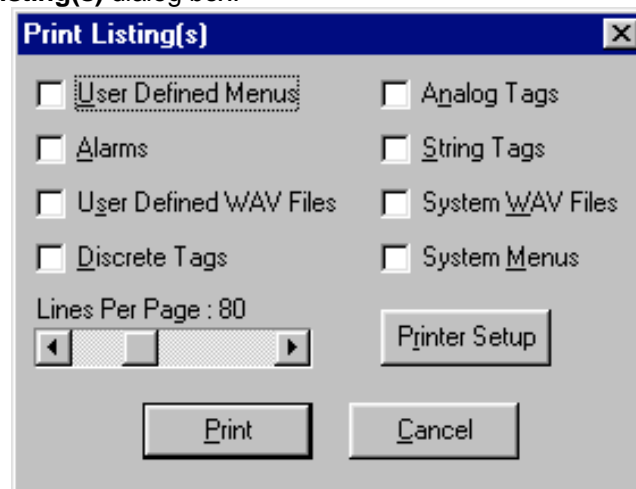 isting(s) dialog box.
Print Listing(s)
User Defined Menus
Analog Tags
Alarms
String Tags
User Defined WAV Files
System WAV Files
Discrete Tags
System Menus
Lines Per Page : 80
Printer Setup
Print
Cancel